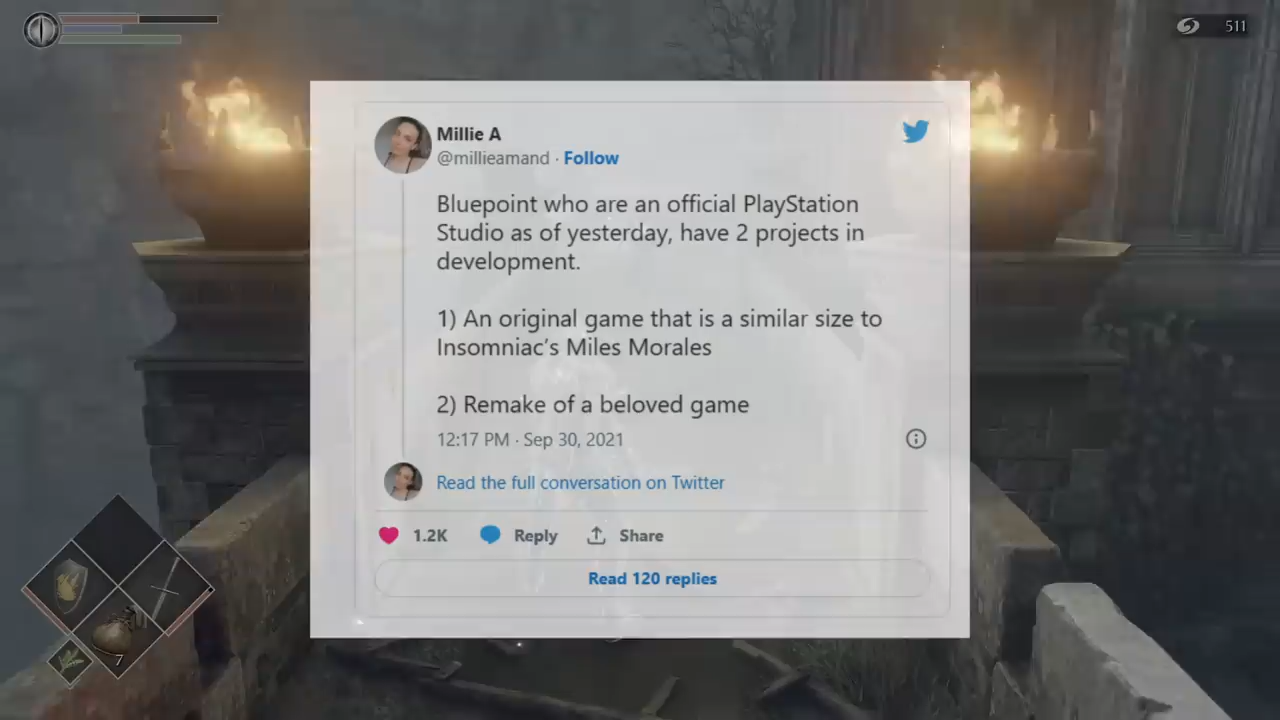 511
Millie A
@millieamand · Follow
Bluepoint who are an official PlayStation
Studio as of yesterday, have 2 projects in
development.
1) An original game that is a similar size to
Insomniac's Miles Morales
2) Remake of a beloved game
12:17 PM · Sep 30, 2021
Read the full conversation on Twitter
1.2K Reply Share
Read 120 replies
7